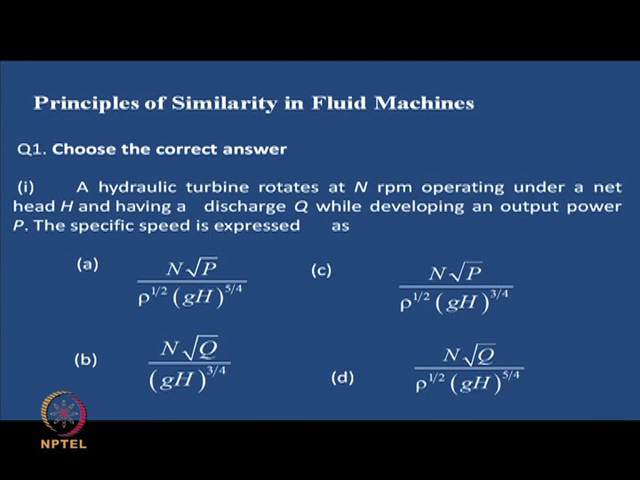 Principles of Similarity in Fluid Machines
Q1. Choose the correct answer
(i) A hydraulic turbine rotates at N rpm operating under a net
head H and having a discharge Q while developing an output power
P. The specific speed is expressed as
(a) N√P / ρ^1/2 (gH)^5/4
(c) N√P / ρ^1/2 (gH)^3/4
(b) N√Q / (gH)^3/4
(d) N√Q / ρ^1/2 (gH)^5/4
NPTEL